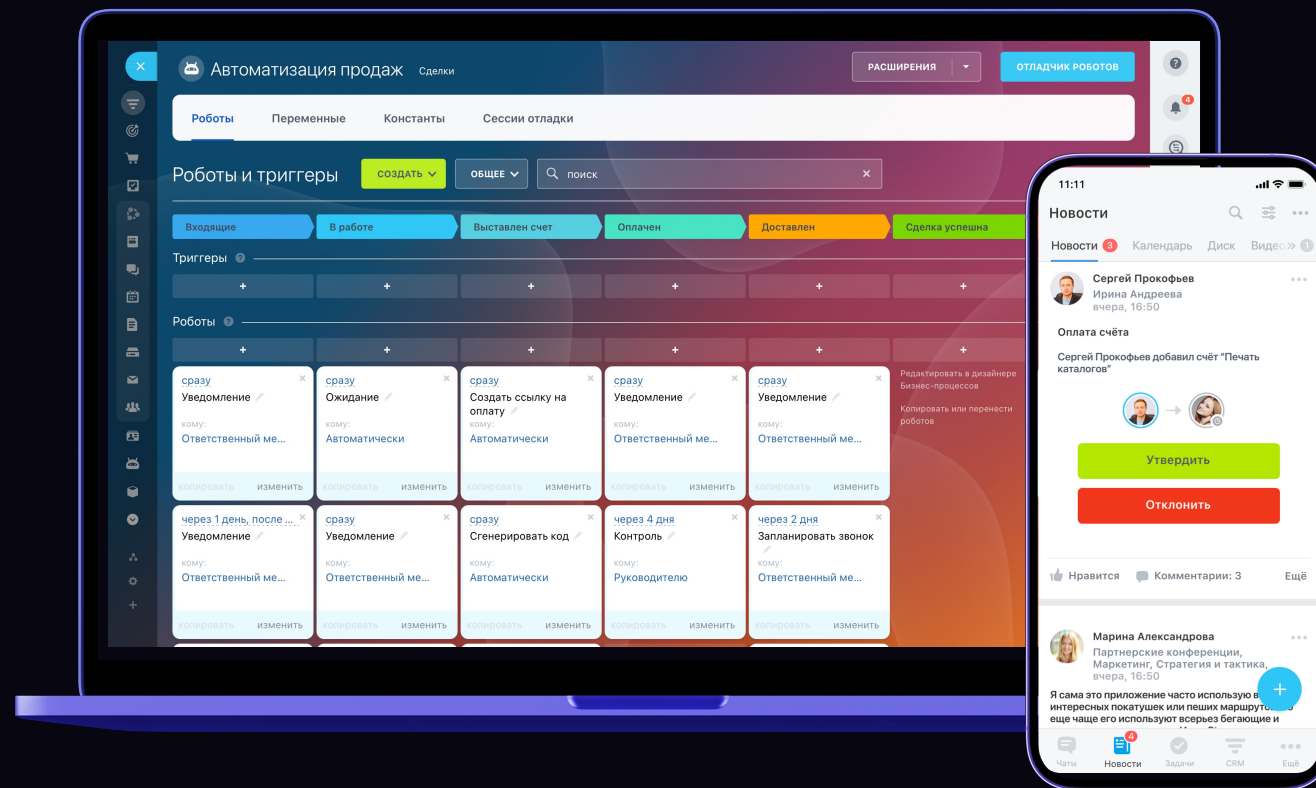 Автоматизация продаж Сделки
РАСШИРЕНИЯ
ОТЛАДЧИК РОБОТОВ
4
Роботы Переменные Константы Сессии отладки
Роботы и триггеры
СОЗДАТЬ
ОБЩЕЕ
поиск
Входящие В работе Выставлен счет Оплачен Доставлен Сделка успешна
Триггеры
+ + + + + +
Роботы
+ + + + + +
сразу
Уведомление
кому:
Ответственный ме...
копировать изменить
сразу
Ожидание
кому:
Автоматически
копировать изменить
сразу
Создать ссылку на
оплату
кому:
Автоматически
копировать изменить
сразу
Уведомление
кому:
Ответственный ме...
копировать изменить
сразу
Уведомление
кому:
Ответственный ме...
копировать изменить
Редактировать в дизайнере
Бизнес-процессов
Копировать или перенести
роботов
через 1 день, после ...
Уведомление
кому:
Ответственный ме...
копировать изменить
сразу
Уведомление
кому:
Ответственный ме...
копировать изменить
сразу
Сгенерировать код
кому:
Автоматически
копировать изменить
через 4 дня
Контроль
кому:
Руководителю
копировать изменить
через 2 дня
Запланировать звонок
кому:
Ответственный ме...
копировать изменить
11:11
Новости
Новости 3 Календарь Диск Видео 1
Сергей Прокофьев
Ирина Андреева
вчера, 16:50
Оплата счёта
Сергей Прокофьев добавил счёт "Печать
каталогов"
Утвердить
Отклонить
Нравится Комментарии: 3 Ещё
Марина Александрова
Партнерские конференции,
Маркетинг, Стратегия и тактика,
вчера, 16:50
Я сама это приложение часто использую
интересных покатушек или пеших
еще чаще его используют всерьез бегающие и
4
Чаты Новости Задачи CRM Ещё